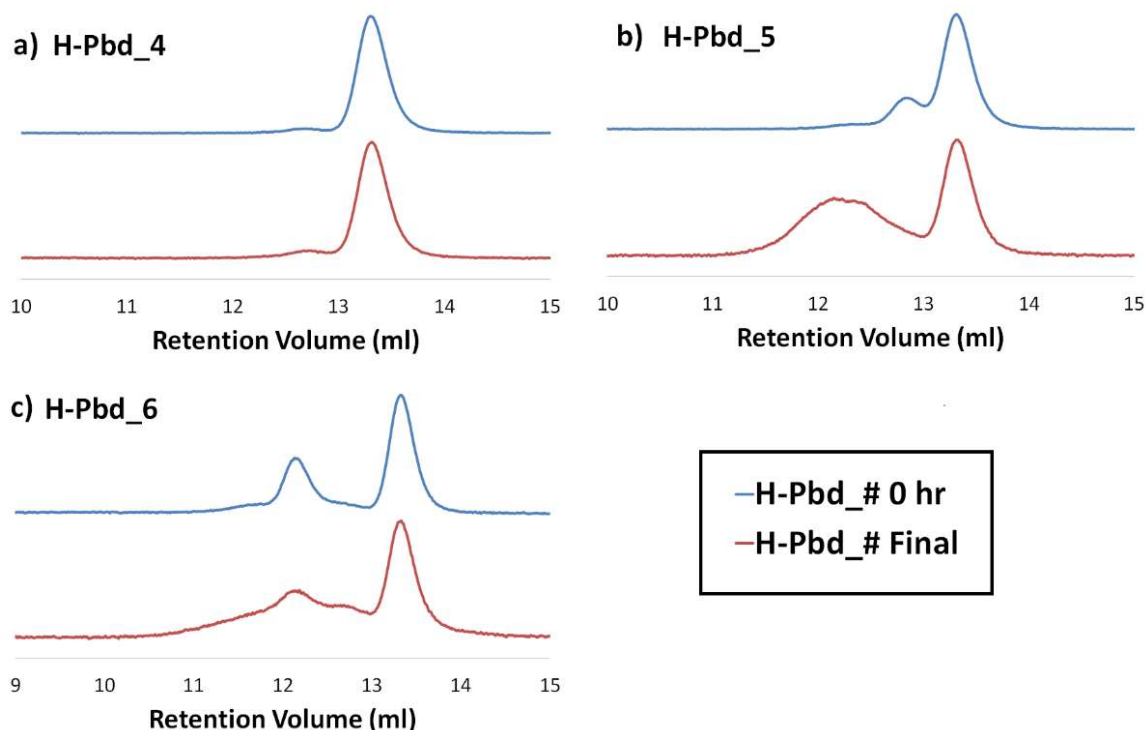 a) H-Pbd_4
10 11 12 13 14 15
Retention Volume (ml)
b) H-Pbd_5
10 11 12 13 14 15
Retention Volume (ml)
c) H-Pbd_6
9 10 11 12 13 14 15
Retention Volume (ml)
H-Pbd_# 0 hr
H-Pbd_# Final